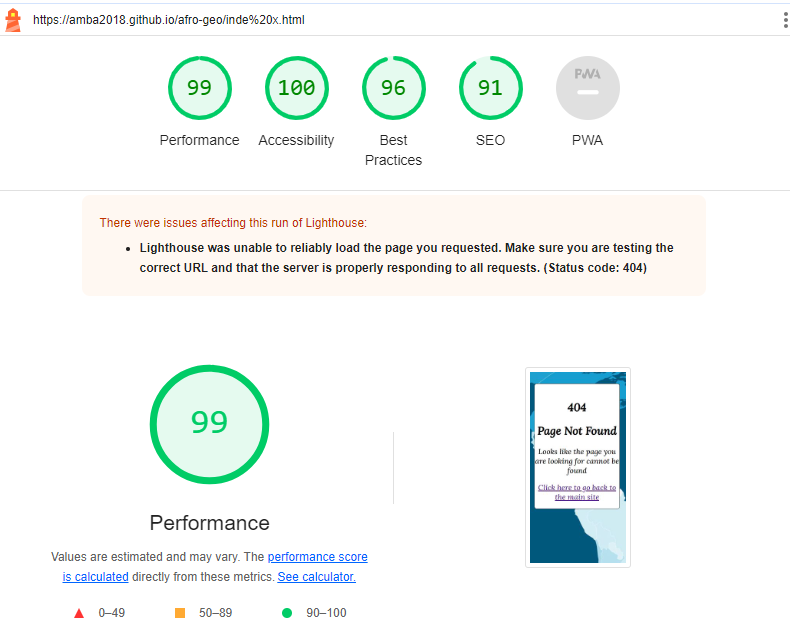 https://amba2018.github.io/afro-geo/inde%20x.html
99
100
96
91
PWA
Performance
Accessibility
Best
Practices
SEO
PWA
There were issues affecting this run of Lighthouse:
Lighthouse was unable to reliably load the page you requested. Make sure you are testing the
correct URL and that the server is properly responding to all requests. (Status code: 404)
99
Performance
Values are estimated and may vary. The performance score
is calculated directly from these metrics. See calculator.
0–49
50–89
90–100
404
Page Not Found
Looks like the page you
are looking for cannot be
found
Click here to go back to
the main site